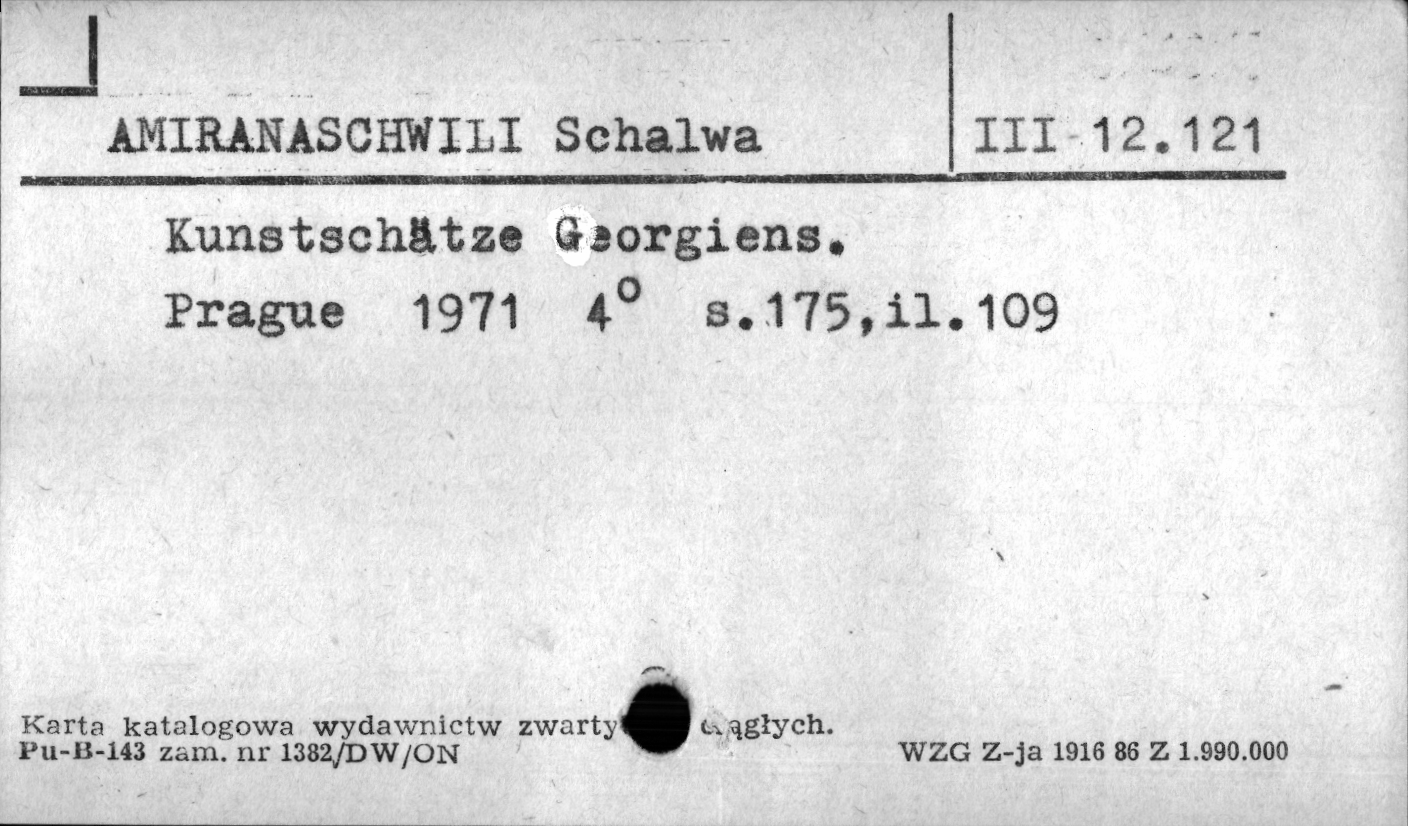 AMIRANASCHWILI Schalwa III 12.121
Kunstschätze Georgiens.
Prague 1971 4° s.175,il.109
Karta katalogowa wydawnictw
Pu-B-143 zam. nr 1382/DW/ON
WZG Z-ja 1916 86 Z 1.990.000